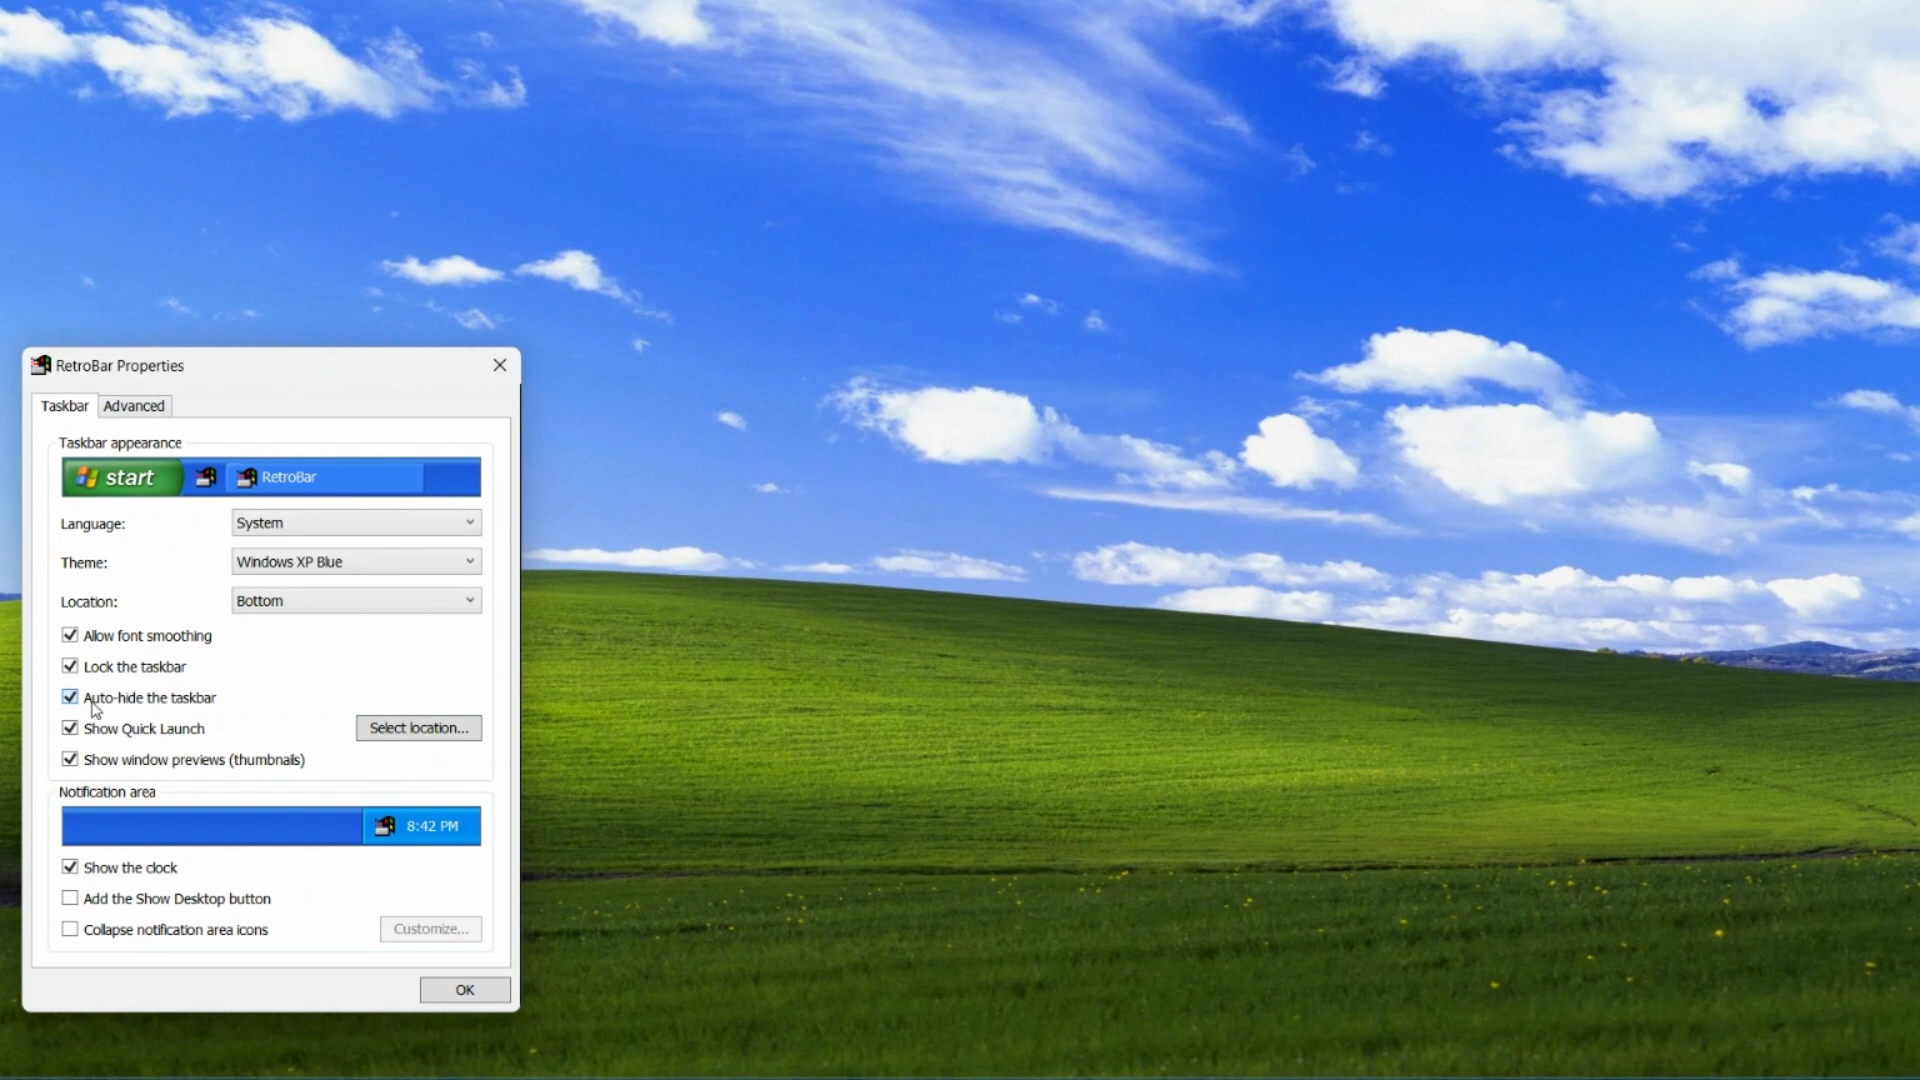 RetroBar Properties
Taskbar Advanced
Taskbar appearance
start RetroBar
Language: System
Theme: Windows XP Blue
Location: Bottom
Allow font smoothing
Lock the taskbar
Auto-hide the taskbar
Show Quick Launch Select location...
Show window previews (thumbnails)
Notification area
8:42 PM
Show the clock
Add the Show Desktop button
Collapse notification area icons Customize...
OK